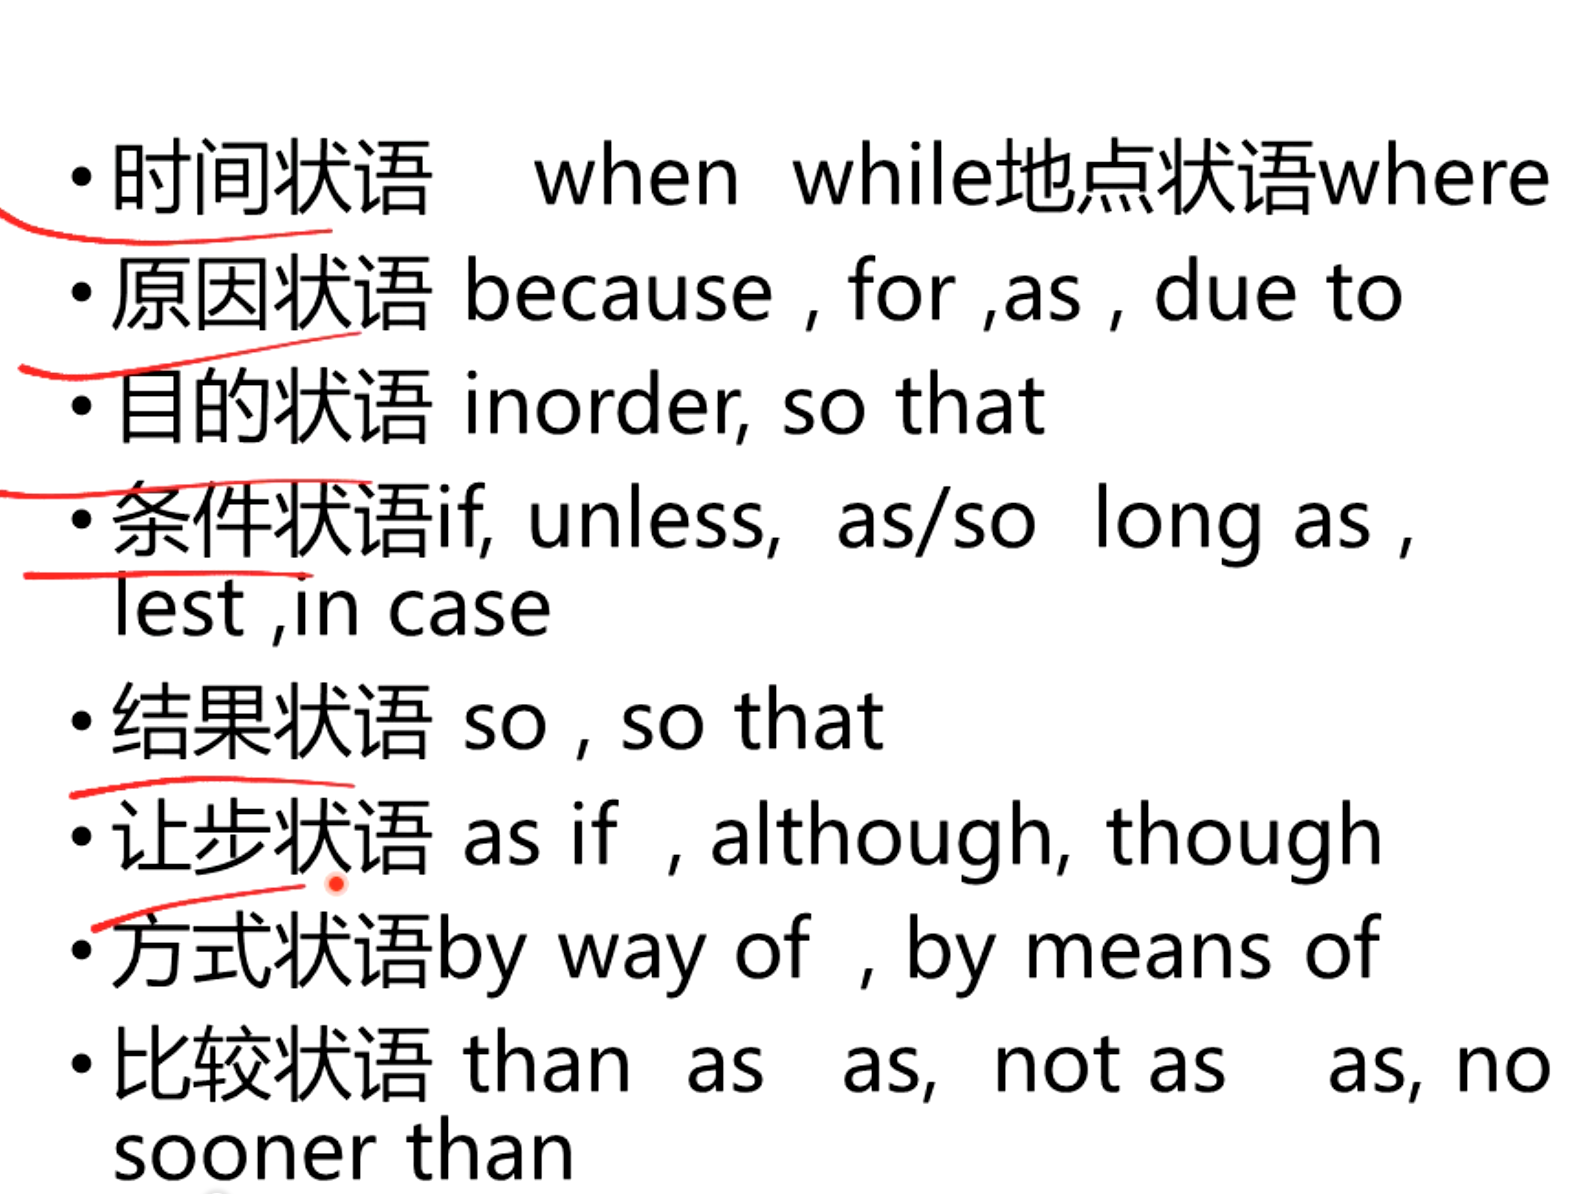 • 时间状语 when while地点状语where
• 原因状语 because , for ,as , due to
• 目的状语 inorder, so that
• 条件状语if, unless, as/so long as ,
lest ,in case
• 结果状语 so , so that
• 让步状语 as if , although, though
• 方式状语by way of , by means of
• 比较状语 than as as, not as as, no
sooner than